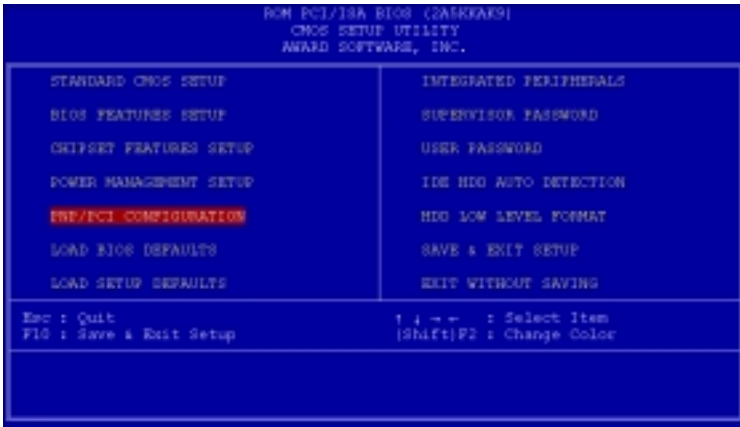 ROM PCI/ISA BIOS (2A5KKAK9)
CMOS SETUP UTILITY
AWARD SOFTWARE, INC.
STANDARD CMOS SETUP
BIOS FEATURES SETUP
CHIPSET FEATURES SETUP
POWER MANAGEMENT SETUP
PNP/PCI CONFIGURATION
LOAD BIOS DEFAULTS
LOAD SETUP DEFAULTS
INTEGRATED PERIPHERALS
SUPERVISOR PASSWORD
USER PASSWORD
IDE HDD AUTO DETECTION
HDD LOW LEVEL FORMAT
SAVE & EXIT SETUP
EXIT WITHOUT SAVING
Esc : Quit
F10 : Save & Exit Setup
↑ ↓ → ← : Select Item
(Shift)F2 : Change Color